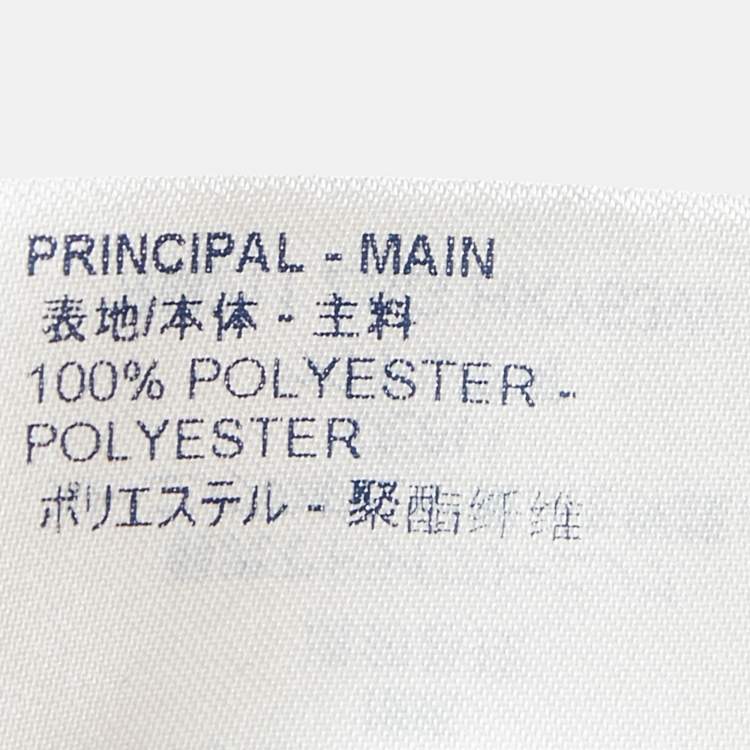 PRINCIPAL - MAIN
表地/本体 - 主料
100% POLYESTER -
POLYESTER
ポリエステル - 聚酯纤维